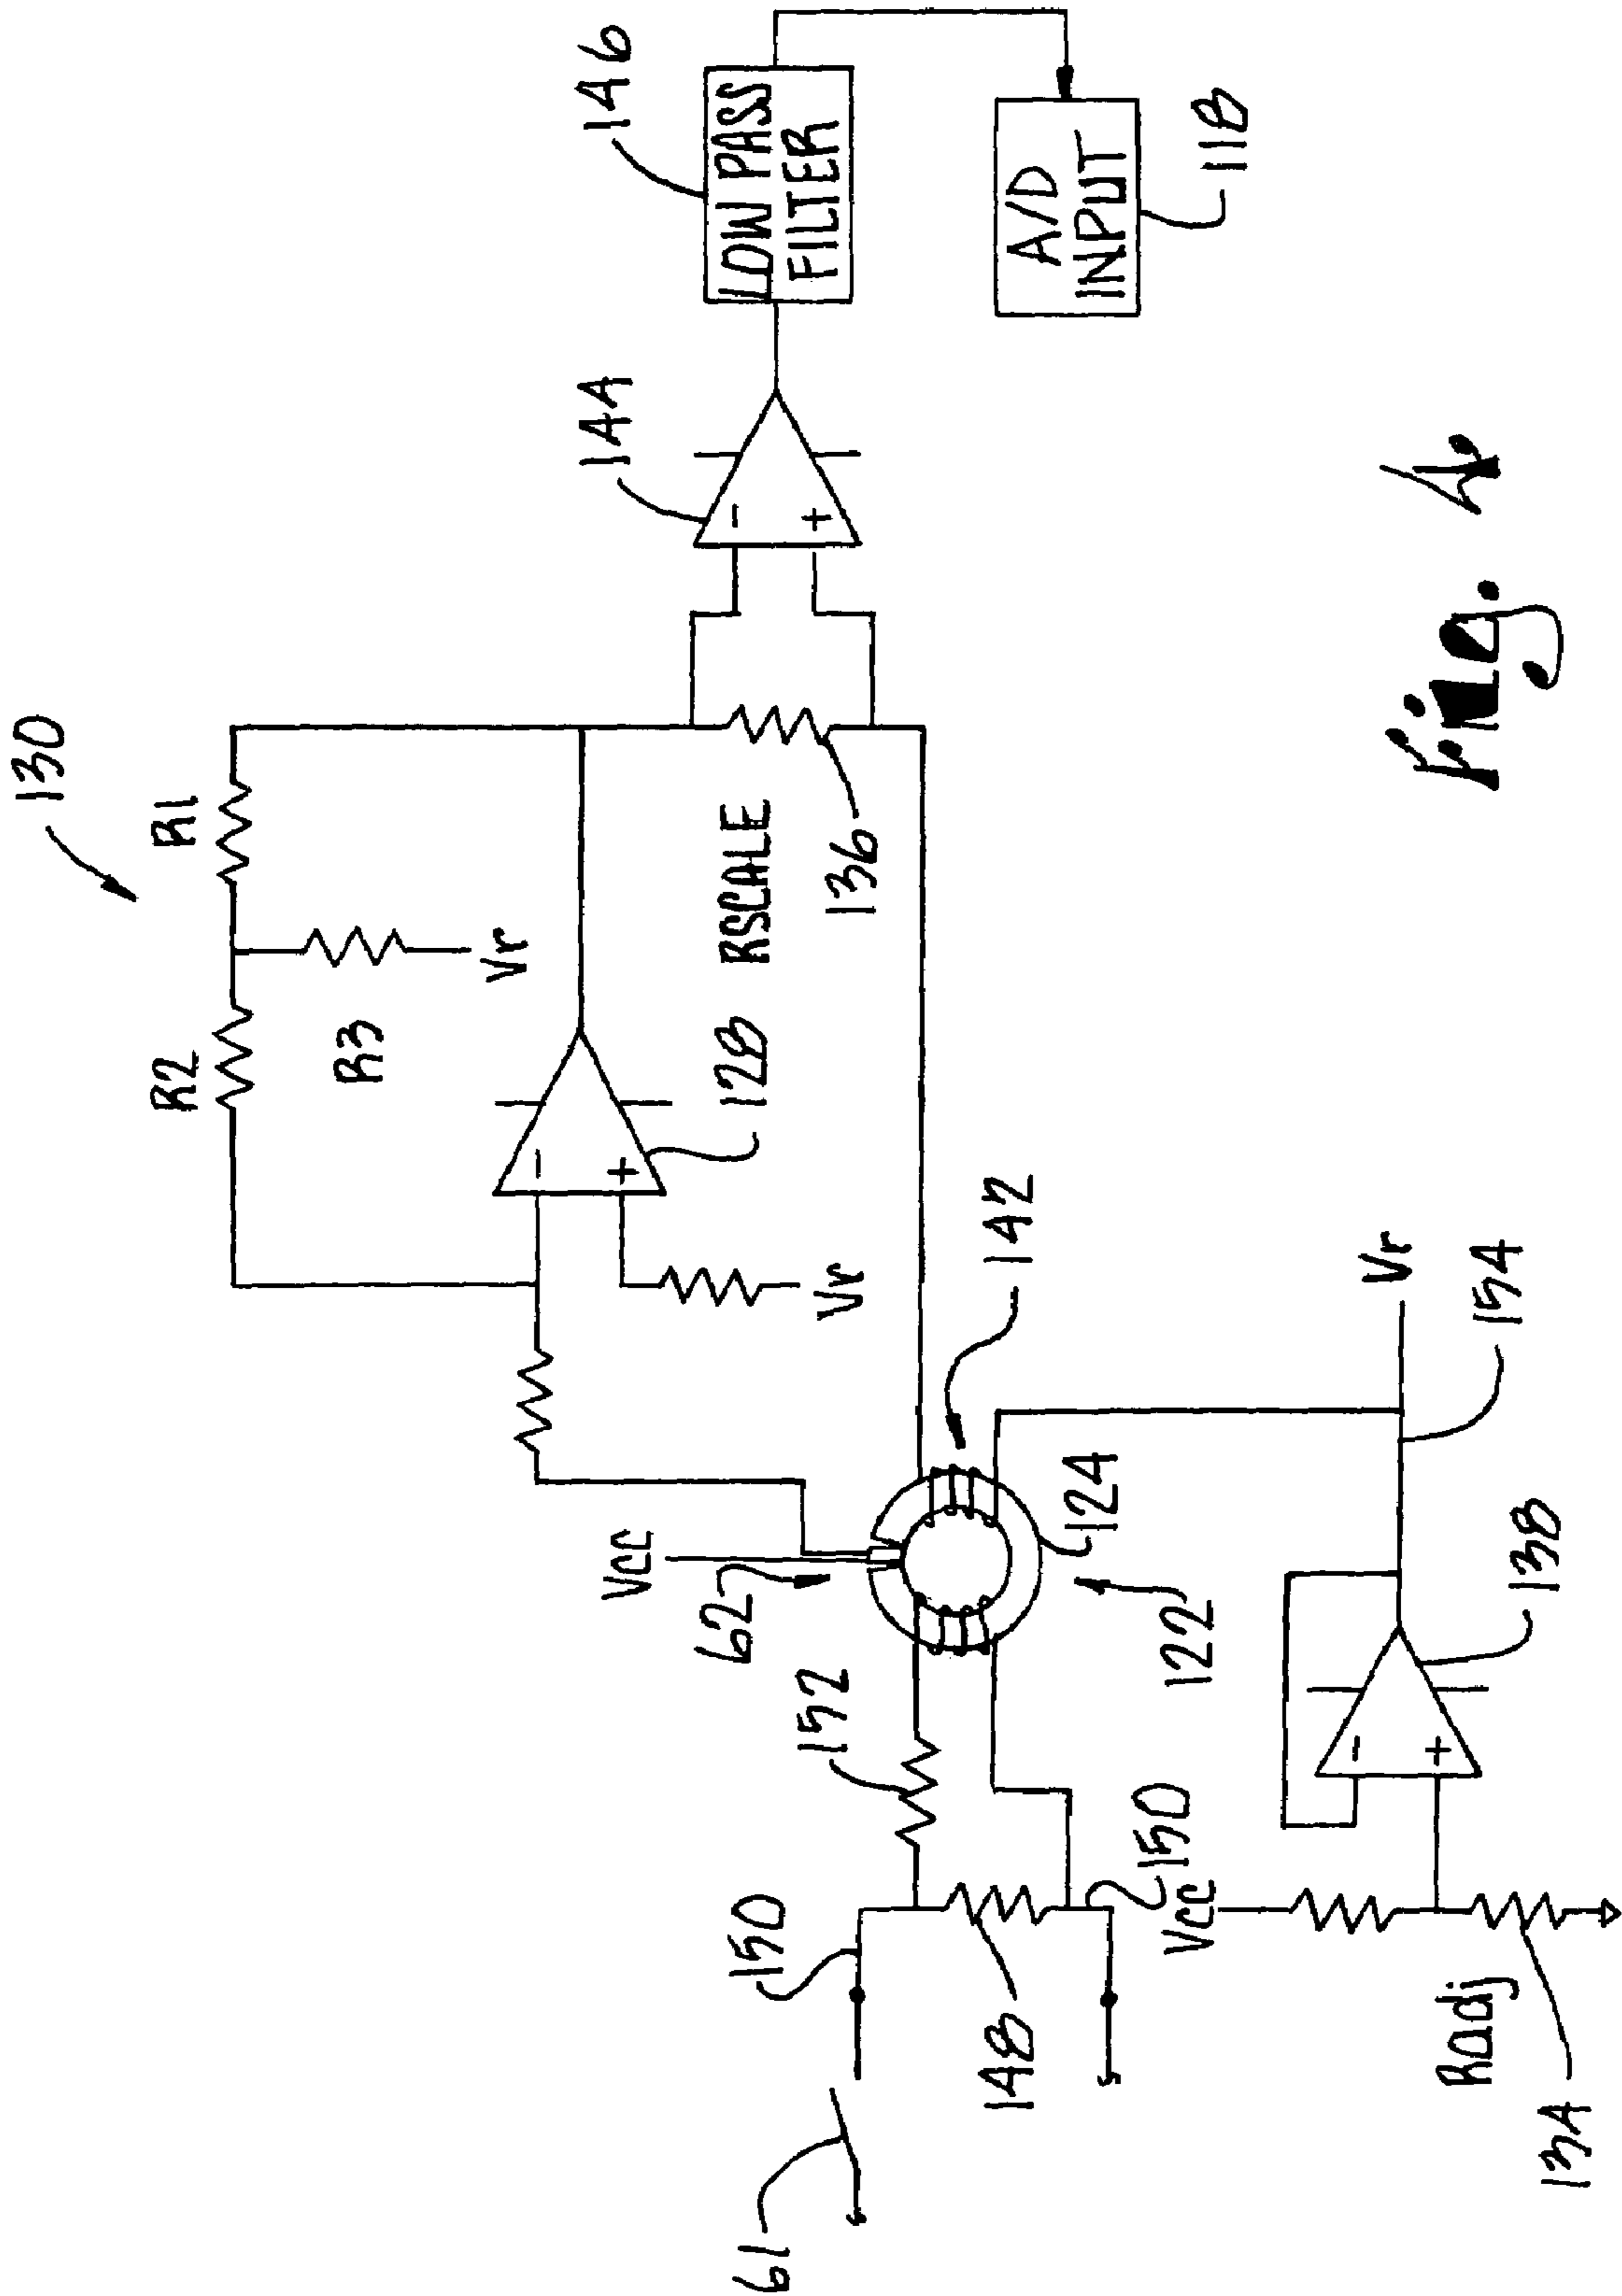 130
R2
R1
R3
Vr
Vcc
144
146
LOW PASS
FILTER
−
+
128
RSCALE
−
+
62
150
61
152
Vr
136
148
142
A/D
INPUT
118
124
122
150
Vcc
Vr
−
+
Radj
154
138
134
Fig. 4